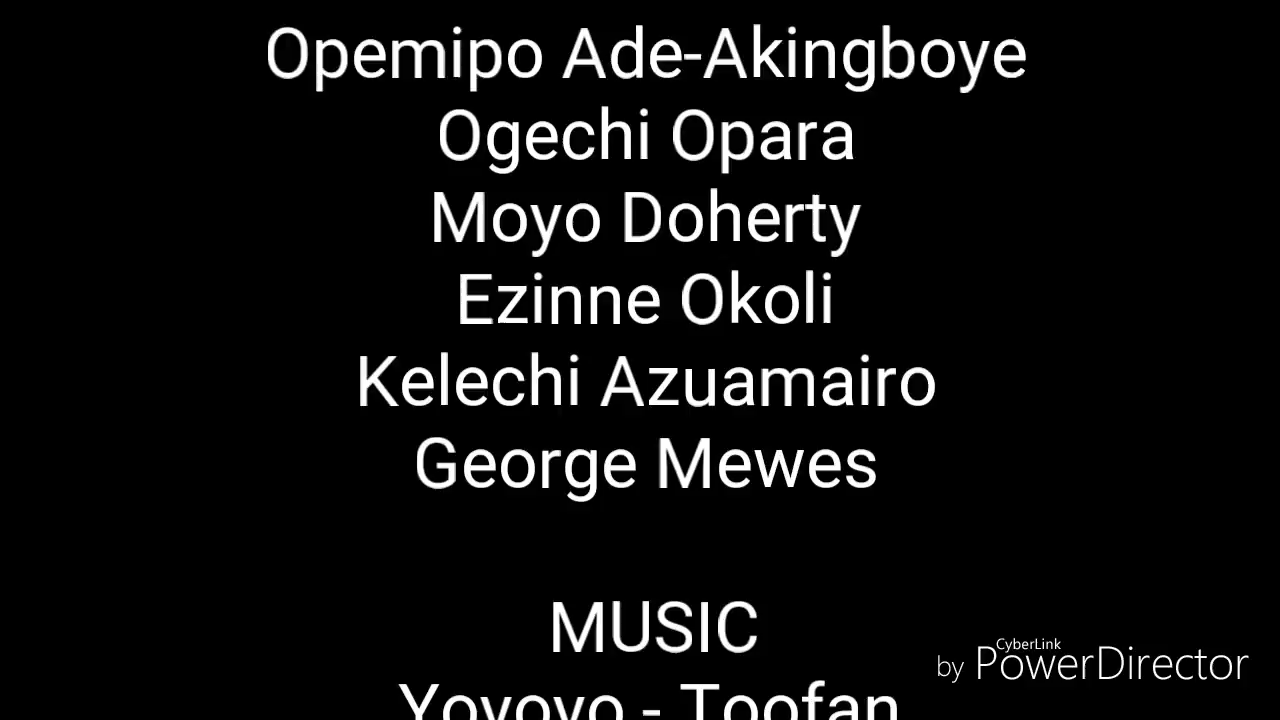 Opemipo Ade-Akingboye
Ogechi Opara
Moyo Doherty
Ezinne Okoli
Kelechi Azuamairo
George Mewes
MUSIC
Yoyoyo - Toofan
by CyberLink PowerDirector